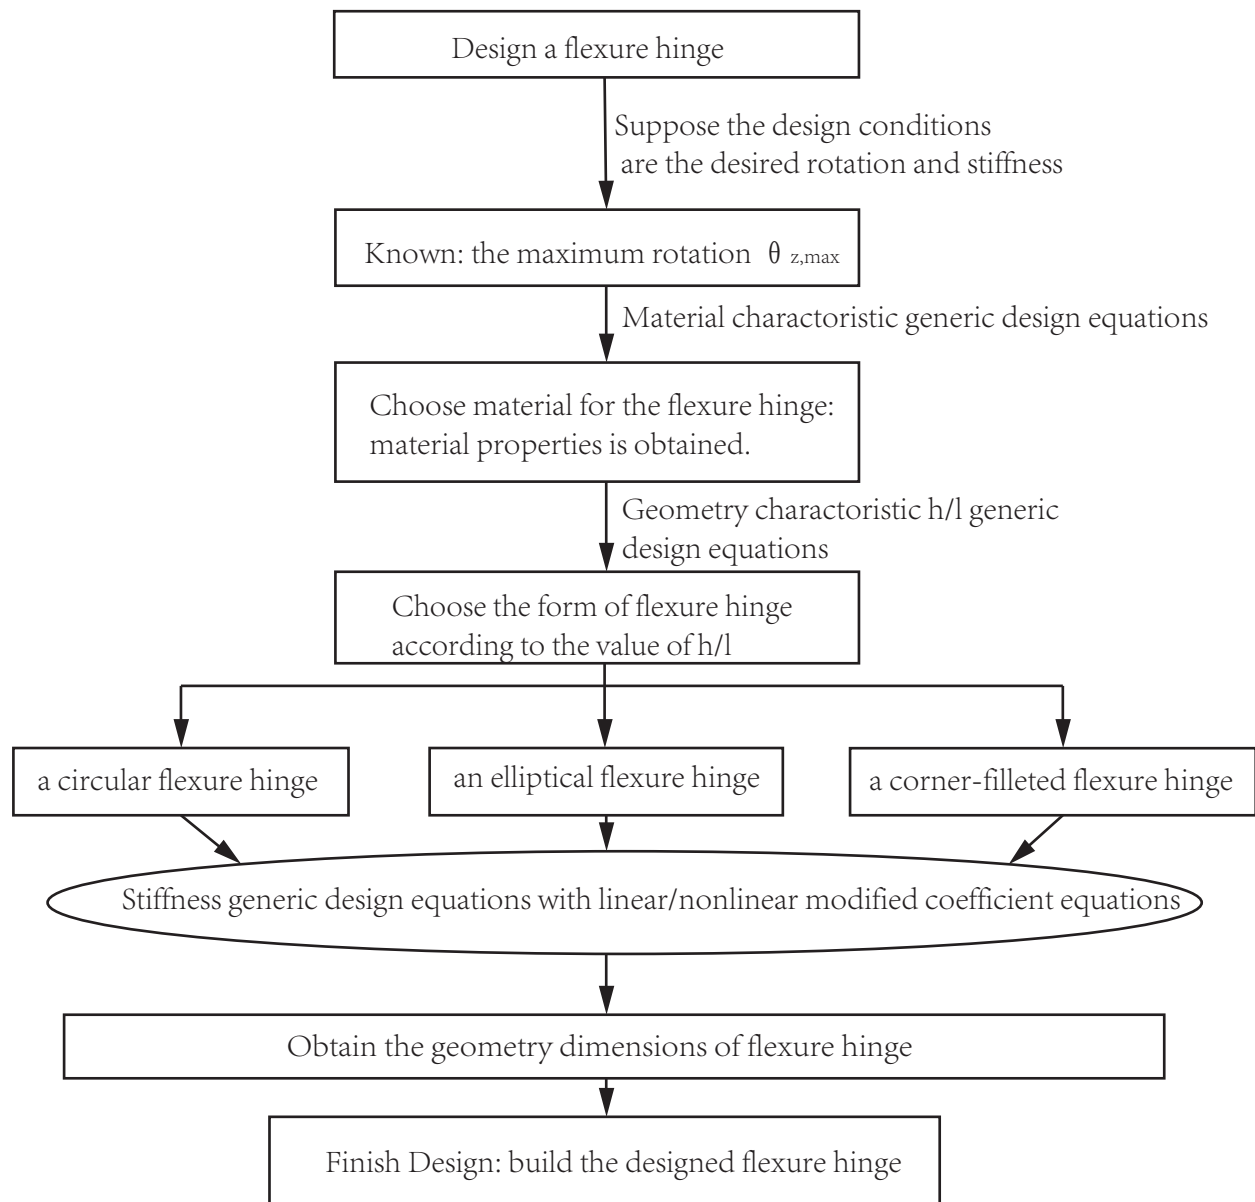 Design a flexure hinge
Suppose the design conditions
are the desired rotation and stiffness
Known: the maximum rotation θ z,max
Material charactoristic generic design equations
Choose material for the flexure hinge:
material properties is obtained.
Geometry charactoristic h/l generic
design equations
Choose the form of flexure hinge
according to the value of h/l
a circular flexure hinge
an elliptical flexure hinge
a corner-filleted flexure hinge
Stiffness generic design equations with linear/nonlinear modified coefficient equations
Obtain the geometry dimensions of flexure hinge
Finish Design: build the designed flexure hinge